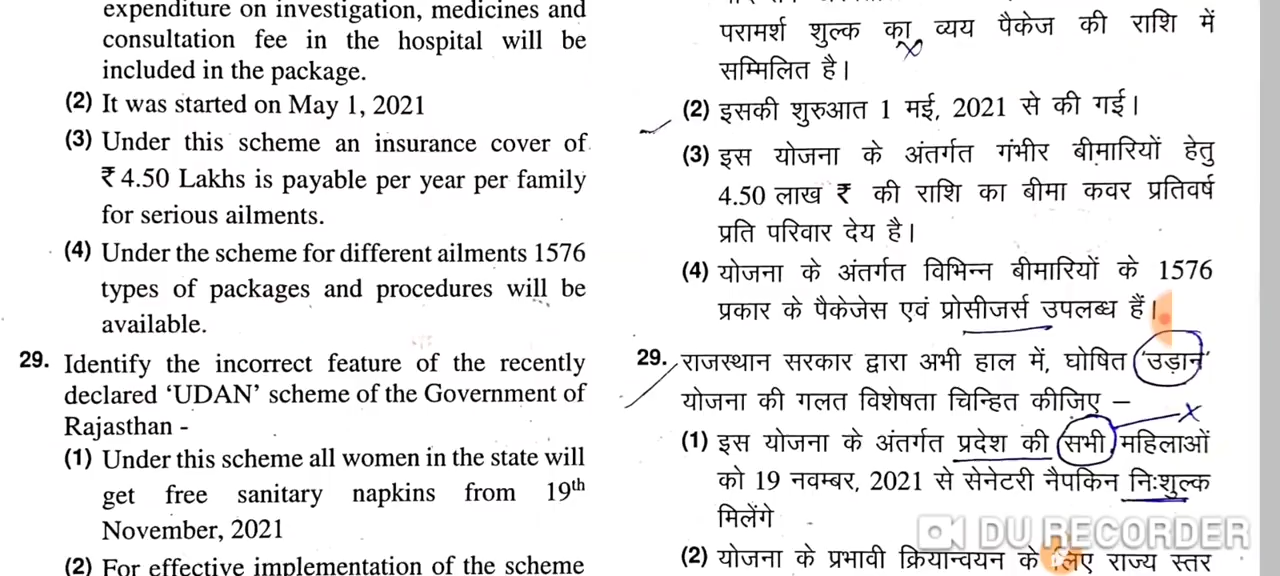 expenditure on investigation, medicines and
consultation fee in the hospital will be
included in the package.
(2) It was started on May 1, 2021
(3) Under this scheme an insurance cover of
₹ 4.50 Lakhs is payable per year per family
for serious ailments.
(4) Under the scheme for different ailments 1576
types of packages and procedures will be
available.
29. Identify the incorrect feature of the recently
declared ‘UDAN’ scheme of the Government of
Rajasthan -
(1) Under this scheme all women in the state will
get free sanitary napkins from 19th
November, 2021
(2) For effective implementation of the scheme
परामर्श शुल्क का व्यय पैकेज की राशि में
सम्मिलित है।
(2) इसकी शुरुआत 1 मई, 2021 से की गई।
(3) इस योजना के अंतर्गत गंभीर बीमारियों हेतु
4.50 लाख ₹ की राशि का बीमा कवर प्रतिवर्ष
प्रति परिवार देय है।
(4) योजना के अंतर्गत विभिन्न बीमारियों के 1576
प्रकार के पैकेजेस एवं प्रोसीजर्स उपलब्ध हैं।
29. राजस्थान सरकार द्वारा अभी हाल में, घोषित ‘उड़ान’
योजना की गलत विशेषता चिन्हित कीजिए –
(1) इस योजना के अंतर्गत प्रदेश की सभी महिलाओं
को 19 नवम्बर, 2021 से सेनेटरी नैपकिन निःशुल्क
मिलेंगे
(2) योजना के प्रभावी क्रियान्वयन के लिए राज्य स्तर
DU RECORDER